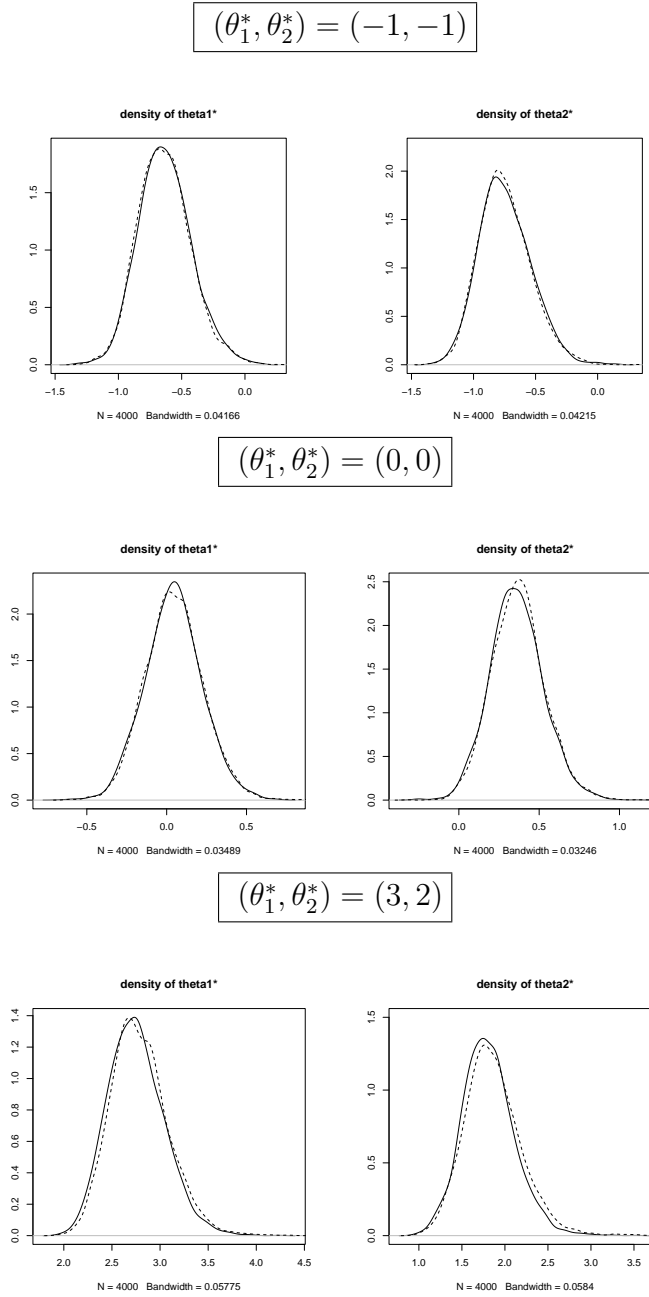 (θ₁*, θ₂*) = (−1, −1)
density of theta1*
density of theta2*
0.0 0.5 1.0 1.5
−1.5 −1.0 −0.5 0.0
N = 4000 Bandwidth = 0.04166
0.0 0.5 1.0 1.5 2.0
−1.5 −1.0 −0.5 0.0
N = 4000 Bandwidth = 0.04215
(θ₁*, θ₂*) = (0, 0)
density of theta1*
density of theta2*
0.0 0.5 1.0 1.5 2.0
−0.5 0.0 0.5
N = 4000 Bandwidth = 0.03489
0.0 0.5 1.0 1.5 2.0 2.5
0.0 0.5 1.0
N = 4000 Bandwidth = 0.03246
(θ₁*, θ₂*) = (3, 2)
density of theta1*
density of theta2*
0.0 0.2 0.4 0.6 0.8 1.0 1.2 1.4
2.0 2.5 3.0 3.5 4.0 4.5
N = 4000 Bandwidth = 0.05775
0.0 0.5 1.0 1.5
1.0 1.5 2.0 2.5 3.0 3.5
N = 4000 Bandwidth = 0.0584